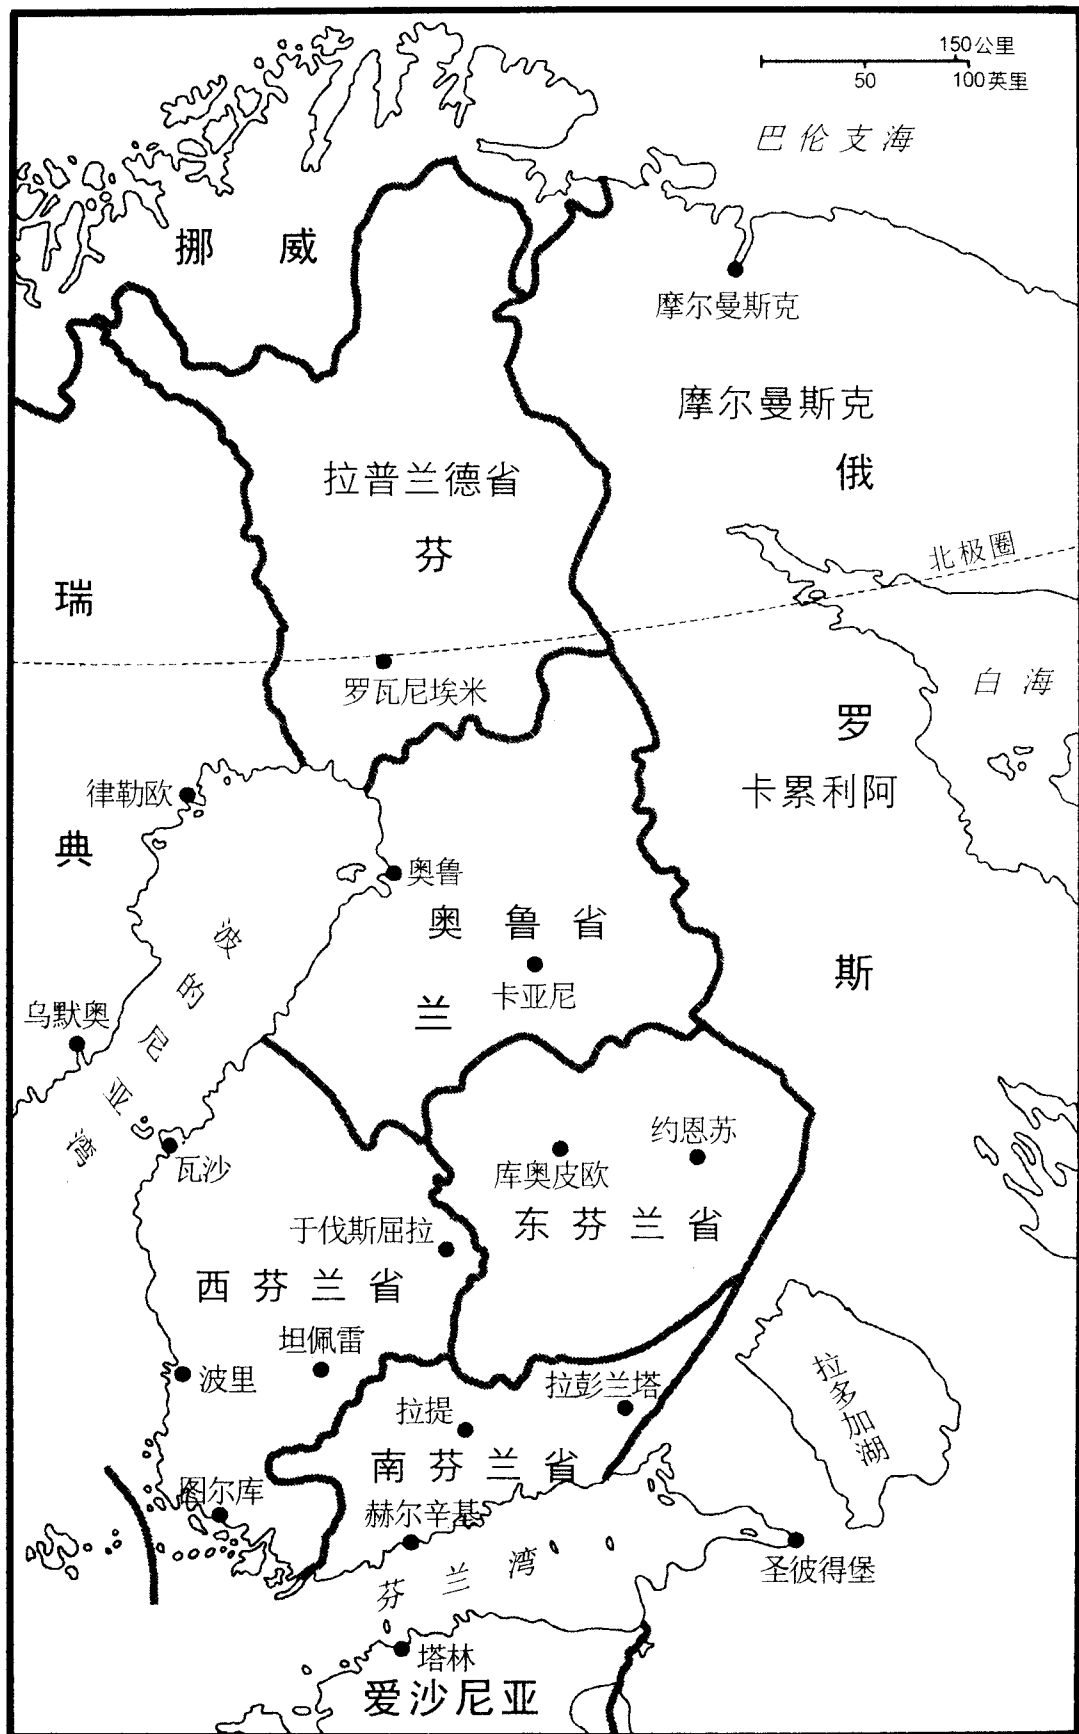 150公里
50
100英里
巴伦支海
挪威
摩尔曼斯克
摩尔曼斯克
俄
拉普兰德省
芬
北极圈
瑞
白海
罗瓦尼埃米
罗
卡累利阿
律勒欧
典
奥鲁
奥鲁省
波的尼亚湾
卡亚尼
斯
兰
乌默奥
约恩苏
瓦沙
库奥皮欧
东芬兰省
于伐斯屈拉
西芬兰省
坦佩雷
波里
拉彭兰塔
拉多加湖
拉提
南芬兰省
图尔库
赫尔辛基
芬兰湾
圣彼得堡
塔林
爱沙尼亚